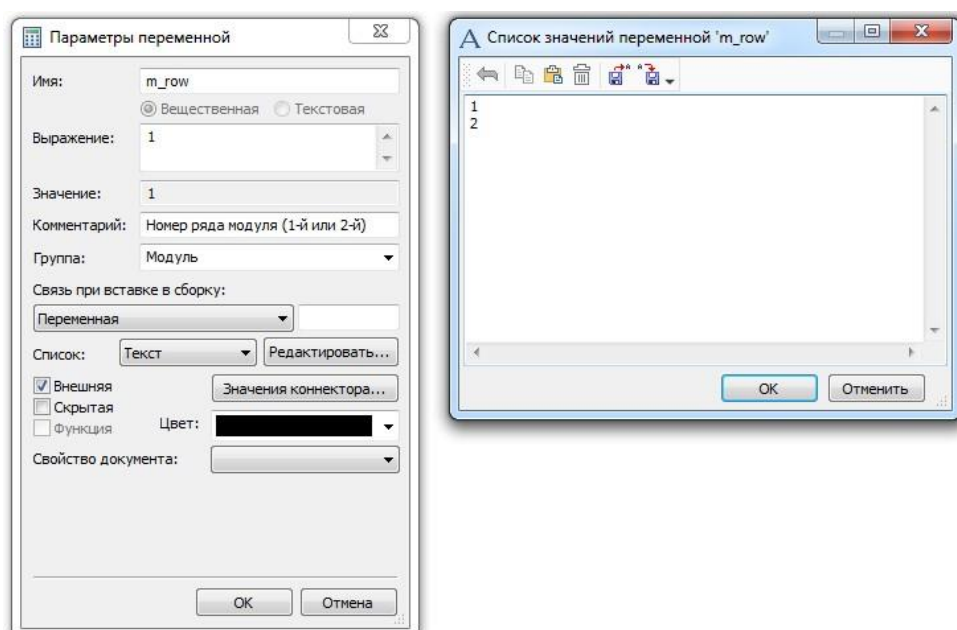 Параметры переменной
Имя: m_row
Вещественная Текстовая
Выражение: 1
Значение: 1
Комментарий: Номер ряда модуля (1-й или 2-й)
Группа: Модуль
Связь при вставке в сборку:
Переменная
Список: Текст Редактировать...
Внешняя Значения коннектора...
Скрытая
Функция Цвет:
Свойство документа:
OK Отмена
Список значений переменной 'm_row'
1
2
OK Отменить